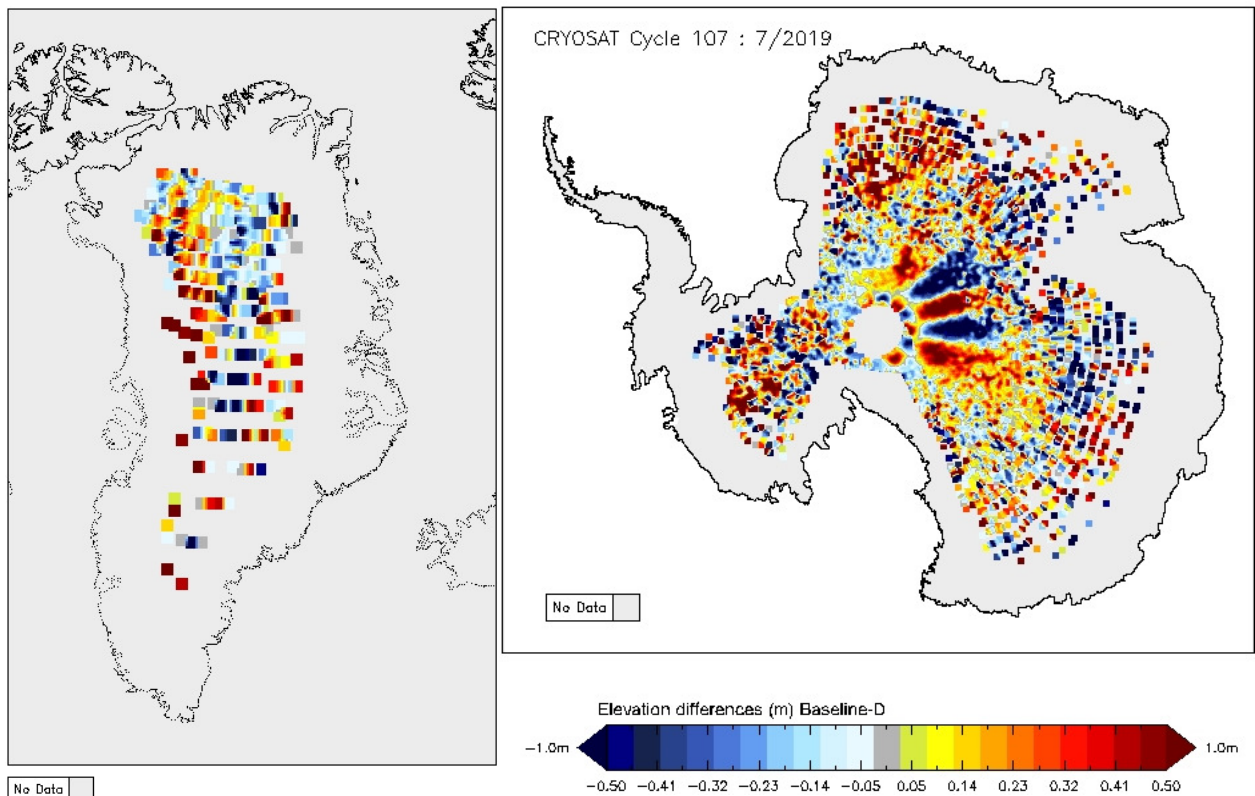 CRYOSAT Cycle 107 : 7/2019
No Data
Elevation differences (m) Baseline-D
-1.0m 1.0m
-0.50 -0.41 -0.32 -0.23 -0.14 -0.05 0.05 0.14 0.23 0.32 0.41 0.50
No Data